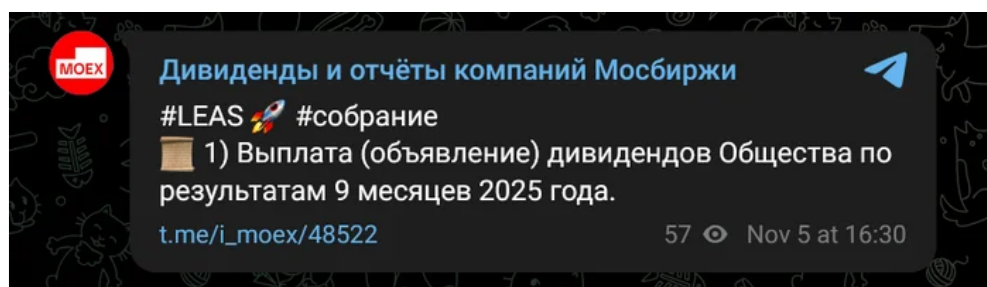 MOEX
Дивиденды и отчёты компаний Мосбиржи
#LEAS 🚀 #собрание
📜 1) Выплата (объявление) дивидендов Общества по
результатам 9 месяцев 2025 года.
t.me/i_moex/48522 57 Nov 5 at 16:30